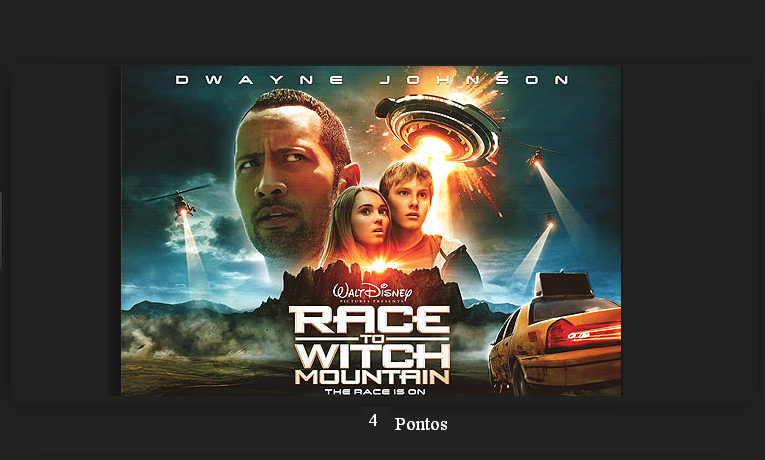 DWAYNE JOHNSON
WALT DISNEY
PICTURES PRESENTS
RACE
TO
WITCH
MOUNTAIN
THE RACE IS ON
4 Pontos